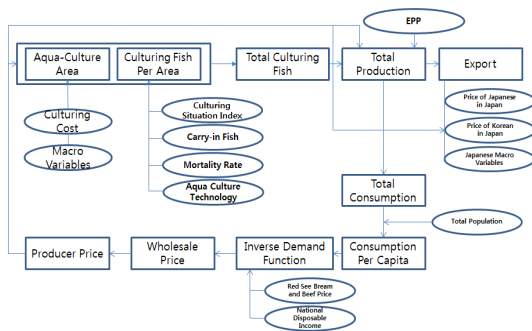 EPP
Aqua-Culture
Area
Culturing Fish
Per Area
Total Culturing
Fish
Total
Production
Export
Culturing
Cost
Macro
Variables
Culturing
Situation Index
Carry-in Fish
Mortality Rate
Aqua Culture
Technology
Price of Japanese
in Japan
Price of Korean
in Japan
Japanese Macro
Variables
Total
Consumption
Total Population
Producer Price
Wholesale
Price
Inverse Demand
Function
Consumption
Per Capita
Red See Bream
and Beef Price
National
Disposable
Income